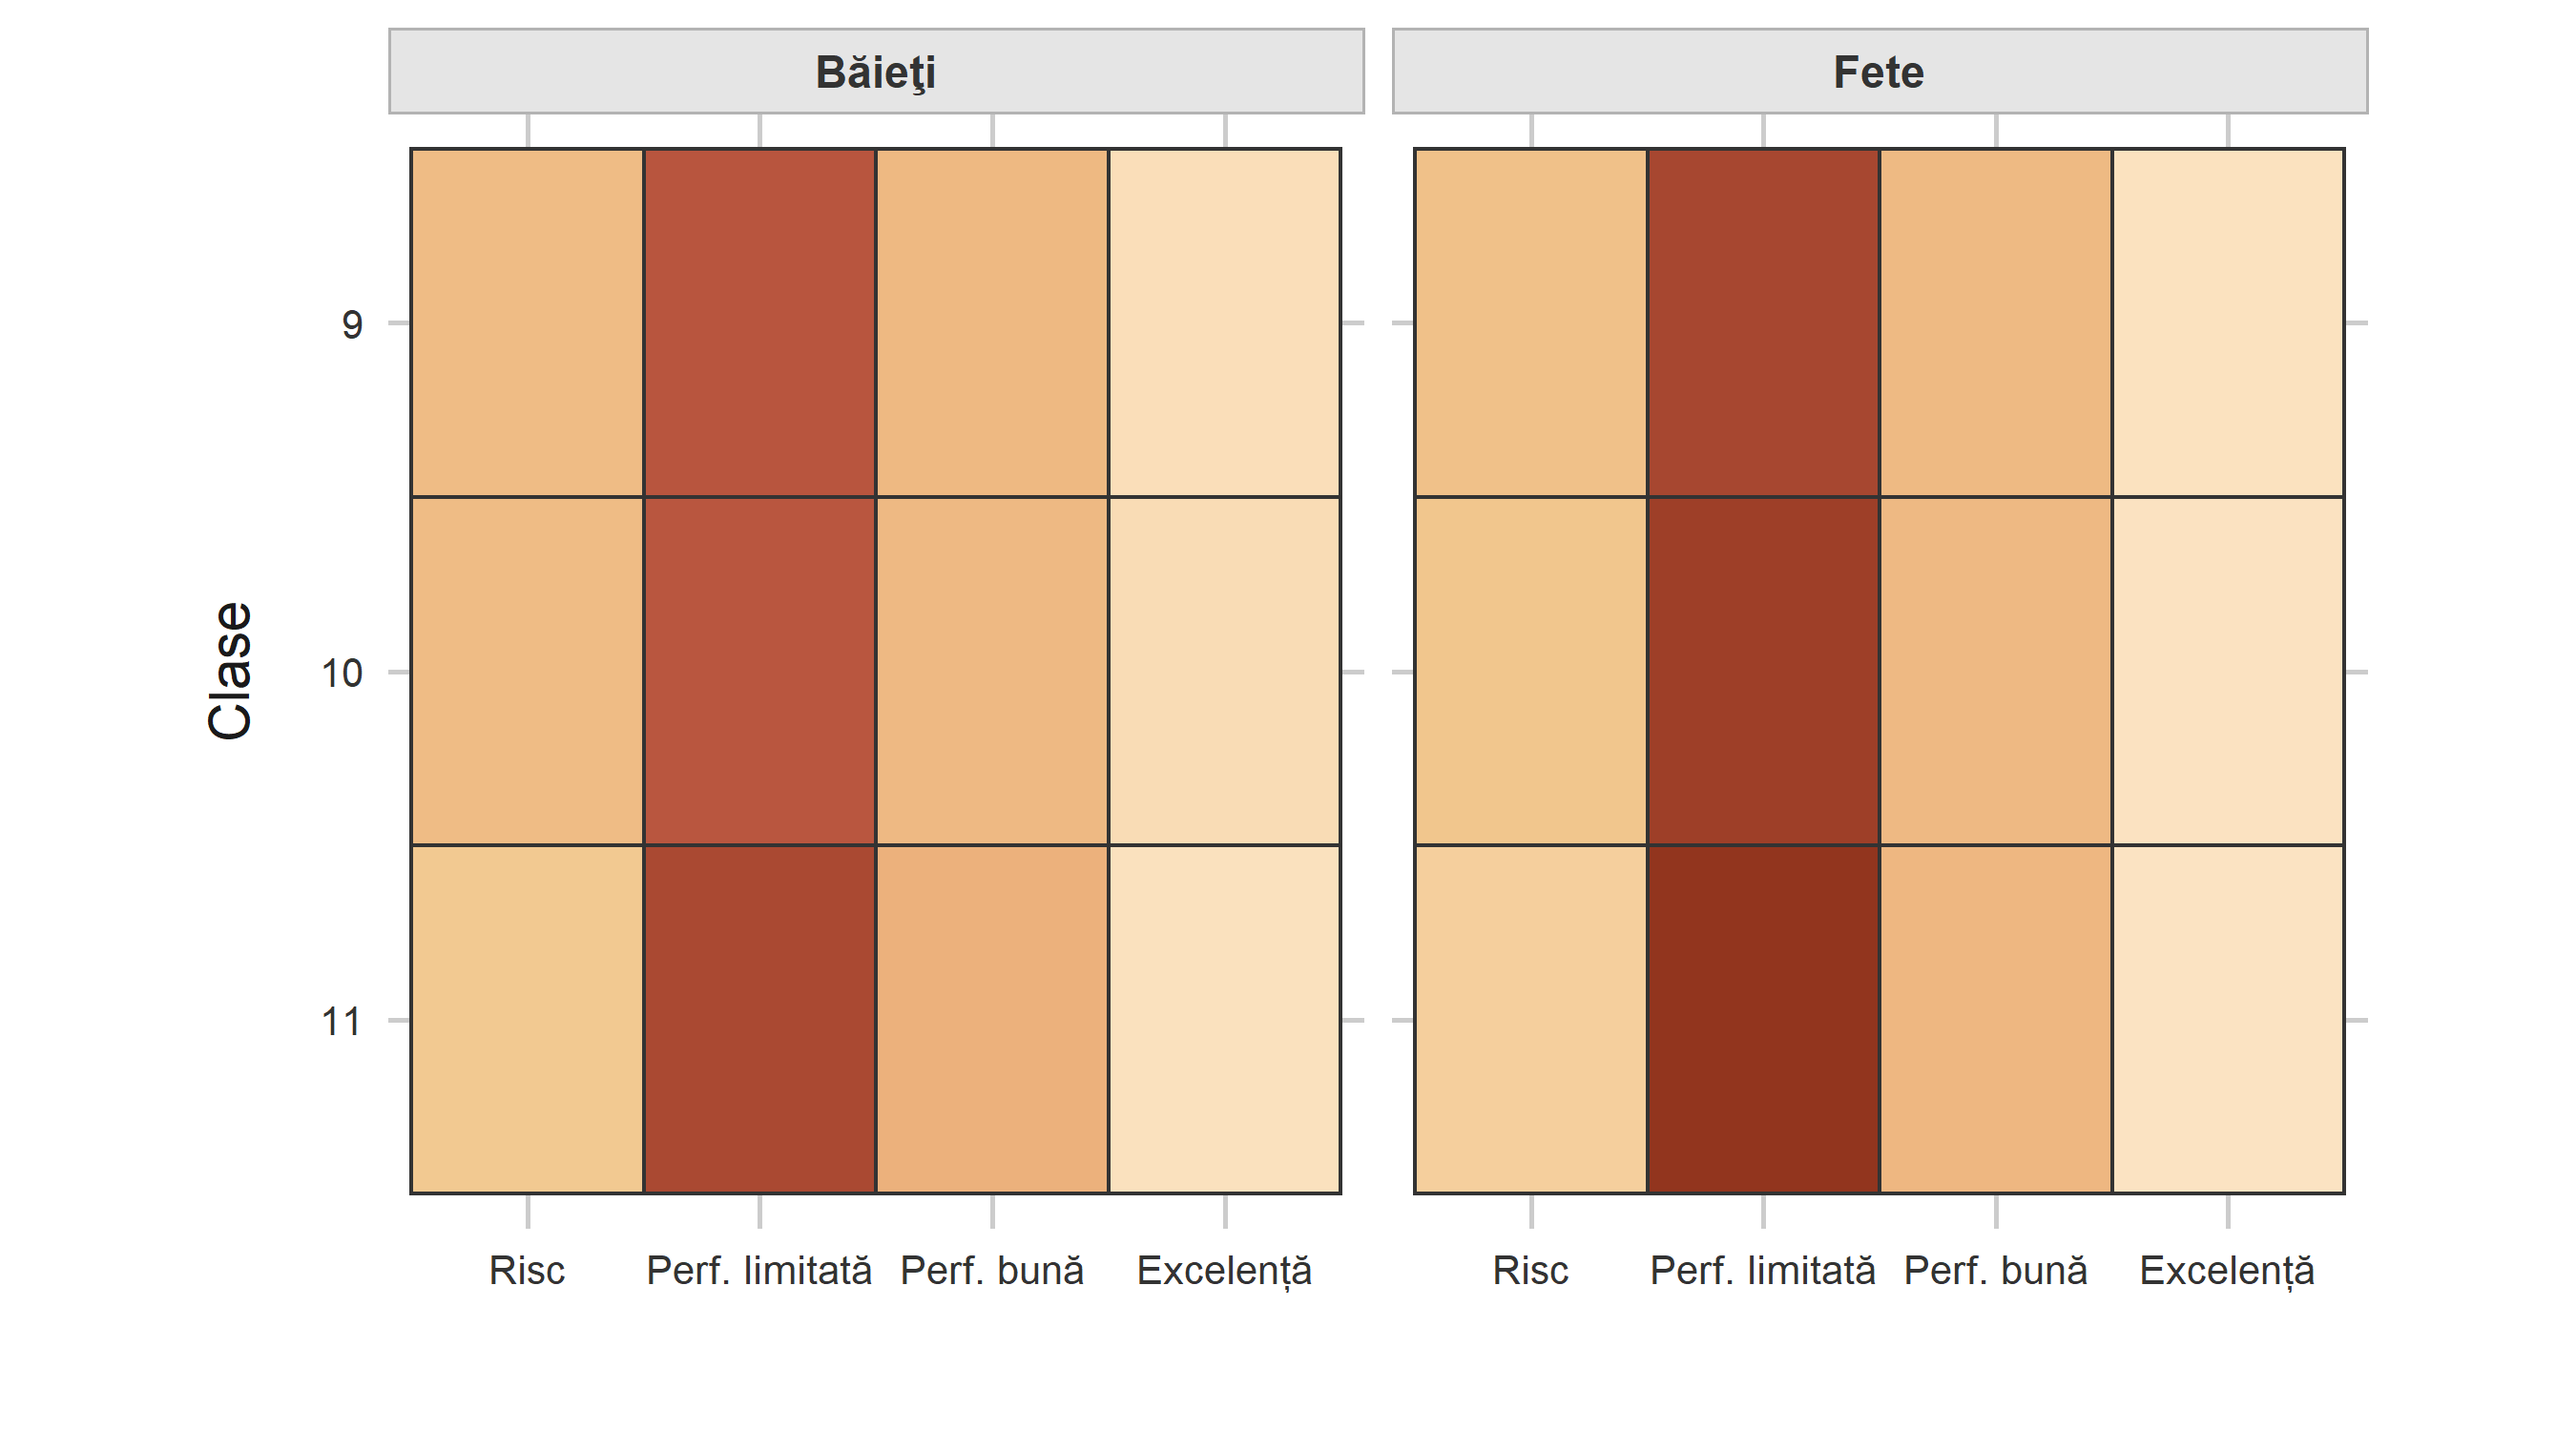 Băieţi
Fete
Clase
9
10
11
Risc Perf. limitată Perf. bună Excelență
Risc Perf. limitată Perf. bună Excelență